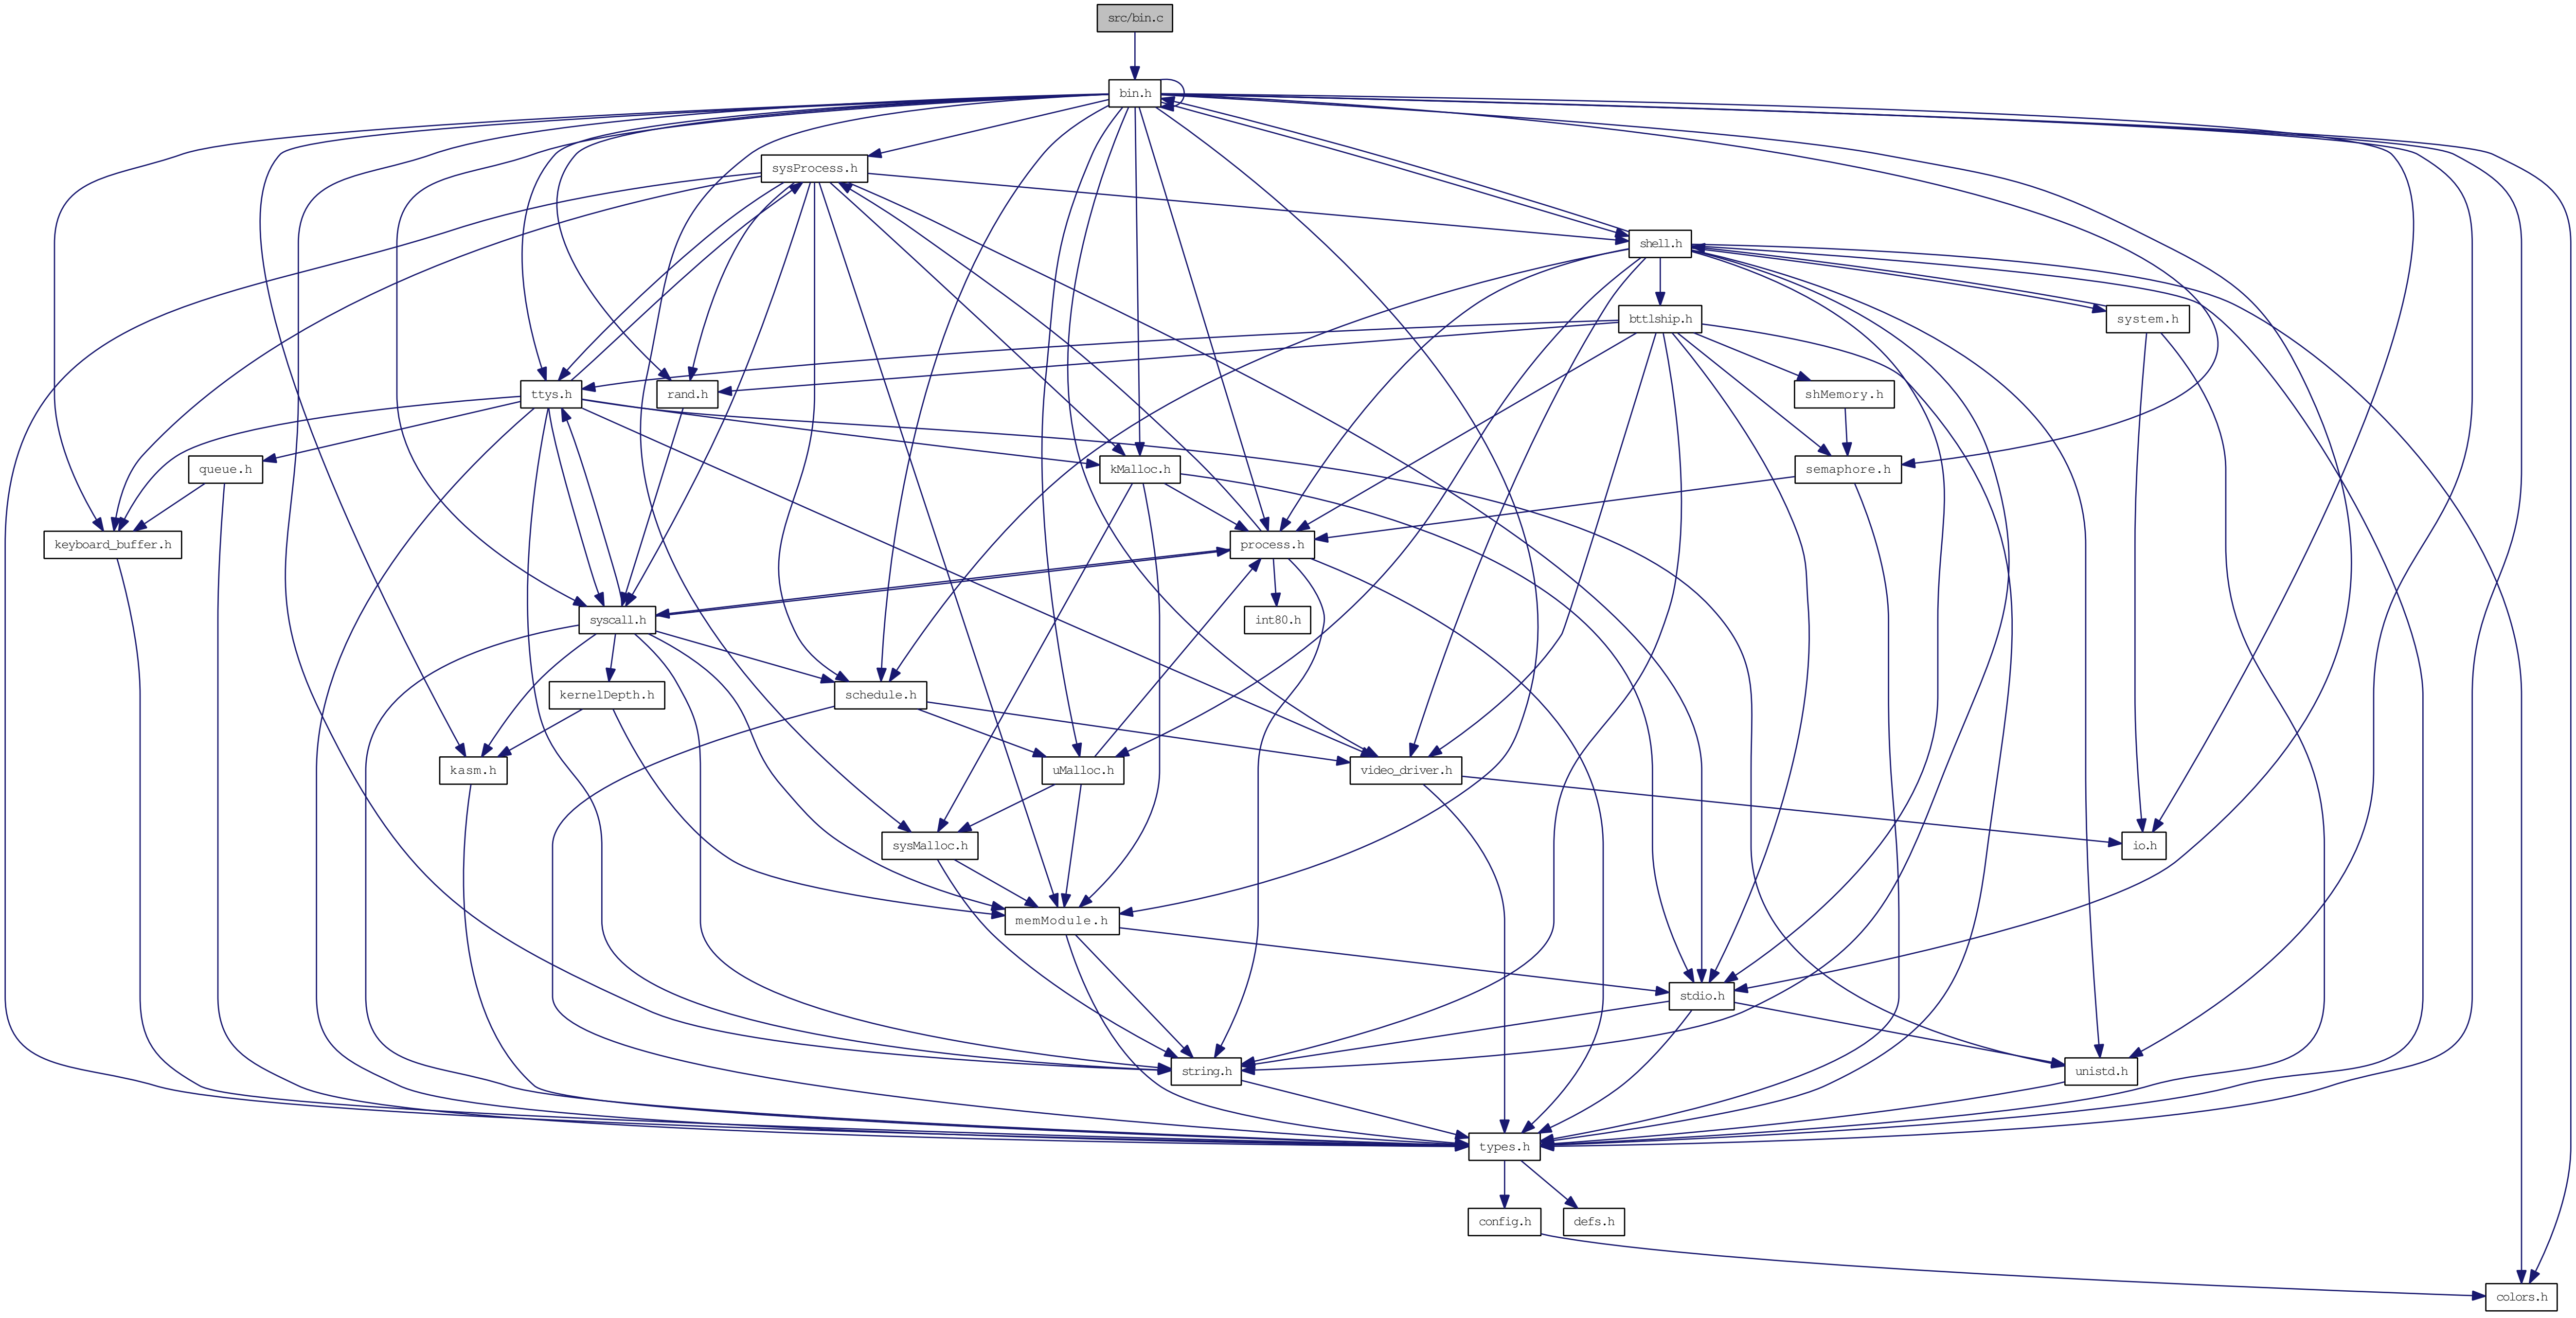 src/bin.c
bin.h
sysProcess.h
shell.h
bttlship.h
system.h
ttys.h
rand.h
shMemory.h
queue.h
kMalloc.h
semaphore.h
keyboard_buffer.h
process.h
syscall.h
int80.h
kernelDepth.h
schedule.h
kasm.h
uMalloc.h
video_driver.h
sysMalloc.h
io.h
memModule.h
stdio.h
string.h
unistd.h
types.h
config.h
defs.h
colors.h